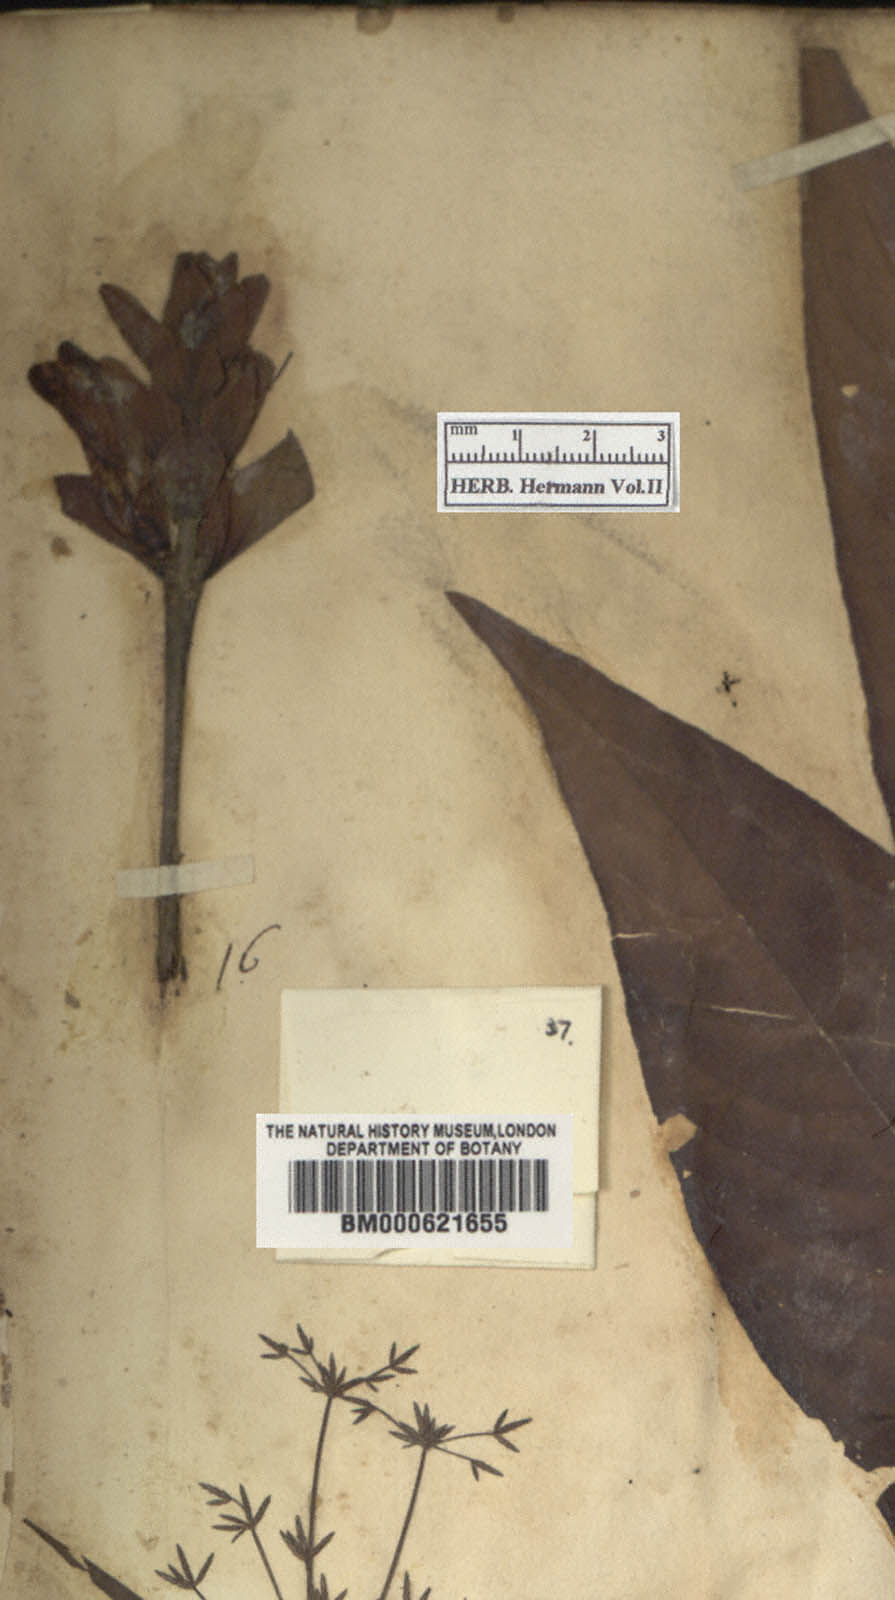 mm 1 2 3
HERB. Hermann Vol.II
16
37.
THE NATURAL HISTORY MUSEUM,LONDON
DEPARTMENT OF BOTANY
BM000621655